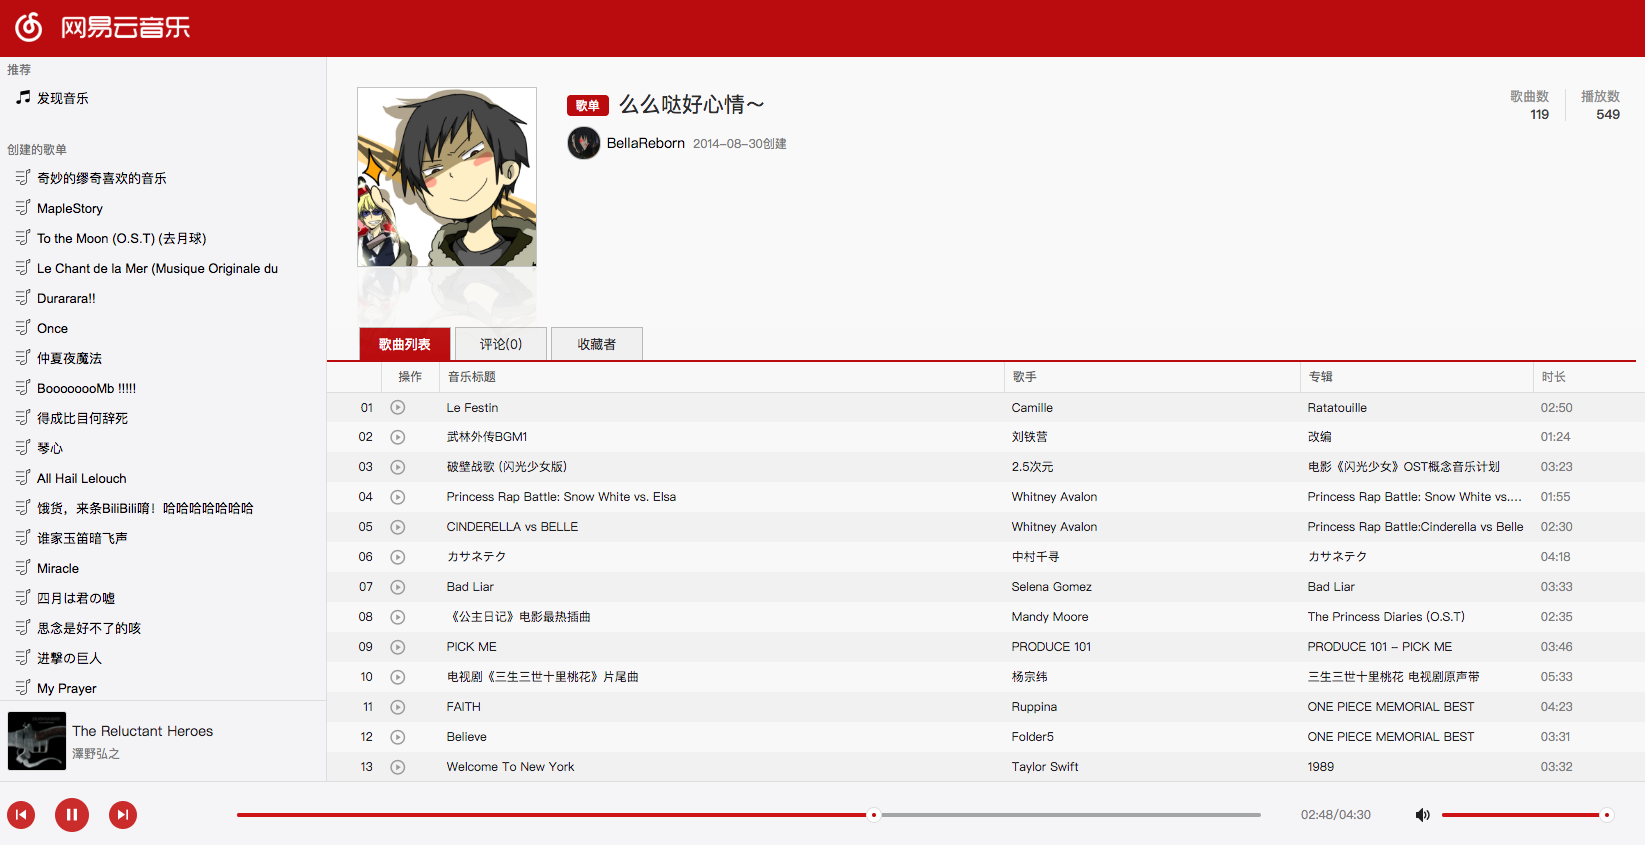 网易云音乐
推荐
发现音乐
创建的歌单
奇妙的缪奇喜欢的音乐
MapleStory
To the Moon (O.S.T) (去月球)
Le Chant de la Mer (Musique Originale du
Durarara!!
Once
仲夏夜魔法
BoooooooMb !!!!!
得成比目何辞死
琴心
All Hail Lelouch
饿货，来条BiliBili唷！哈哈哈哈哈哈哈
谁家玉笛暗飞声
Miracle
四月は君の嘘
思念是好不了的咳
进撃の巨人
My Prayer
The Reluctant Heroes
澤野弘之
歌单 么么哒好心情～
BellaReborn 2014-08-30创建
歌曲数 播放数
119 549
歌曲列表 评论(0) 收藏者
操作 音乐标题 歌手 专辑 时长
01 Le Festin Camille Ratatouille 02:50
02 武林外传BGM1 刘铁营 改编 01:24
03 破壁战歌 (闪光少女版) 2.5次元 电影《闪光少女》OST概念音乐计划 03:23
04 Princess Rap Battle: Snow White vs. Elsa Whitney Avalon Princess Rap Battle: Snow White vs.... 01:55
05 CINDERELLA vs BELLE Whitney Avalon Princess Rap Battle:Cinderella vs Belle 02:30
06 カサネテク 中村千寻 カサネテク 04:18
07 Bad Liar Selena Gomez Bad Liar 03:33
08 《公主日记》电影最热插曲 Mandy Moore The Princess Diaries (O.S.T) 02:35
09 PICK ME PRODUCE 101 PRODUCE 101 – PICK ME 03:46
10 电视剧《三生三世十里桃花》片尾曲 杨宗纬 三生三世十里桃花 电视剧原声带 05:33
11 FAITH Ruppina ONE PIECE MEMORIAL BEST 04:23
12 Believe Folder5 ONE PIECE MEMORIAL BEST 03:31
13 Welcome To New York Taylor Swift 1989 03:32
02:48/04:30